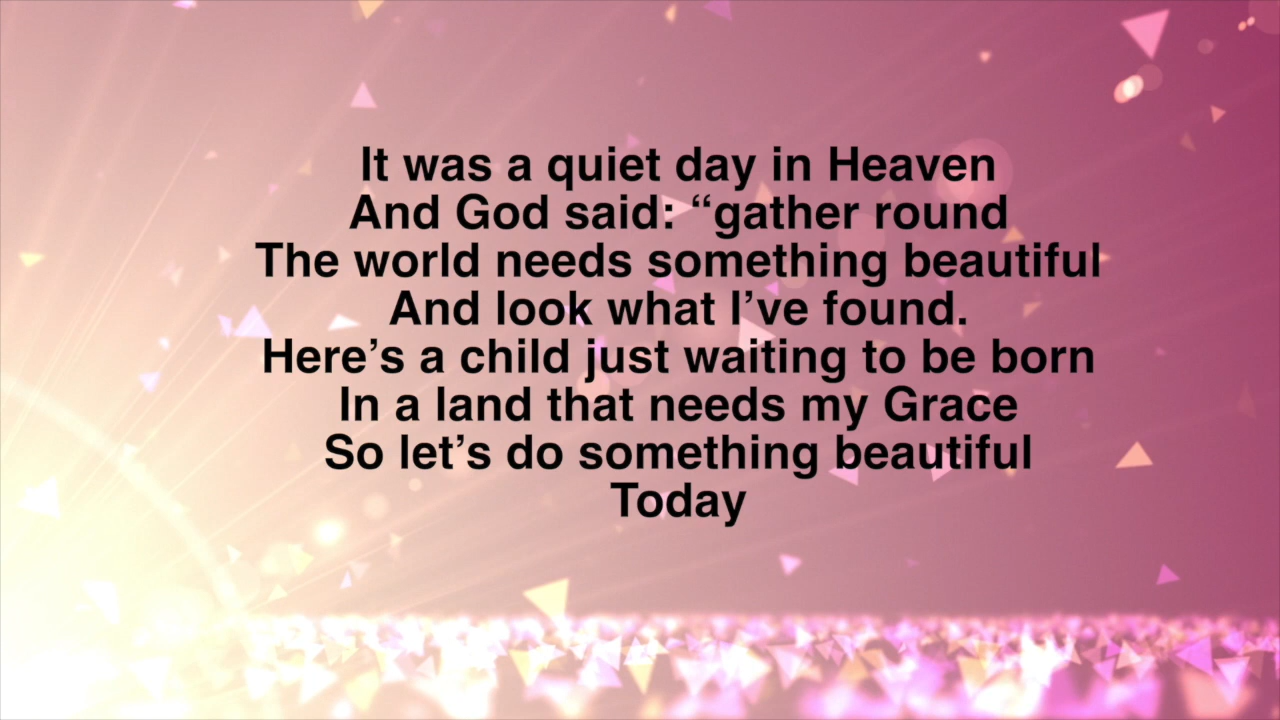 It was a quiet day in Heaven
And God said: “gather round
The world needs something beautiful
And look what I’ve found.
Here’s a child just waiting to be born
In a land that needs my Grace
So let’s do something beautiful
Today